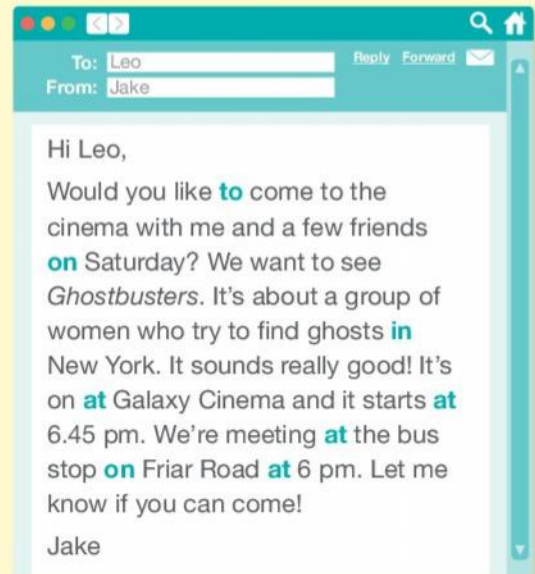 To: Leo
Reply Forward
From: Jake
Hi Leo,
Would you like to come to the
cinema with me and a few friends
on Saturday? We want to see
Ghostbusters. It's about a group of
women who try to find ghosts in
New York. It sounds really good! It's
on at Galaxy Cinema and it starts at
6.45 pm. We're meeting at the bus
stop on Friar Road at 6 pm. Let me
know if you can come!
Jake